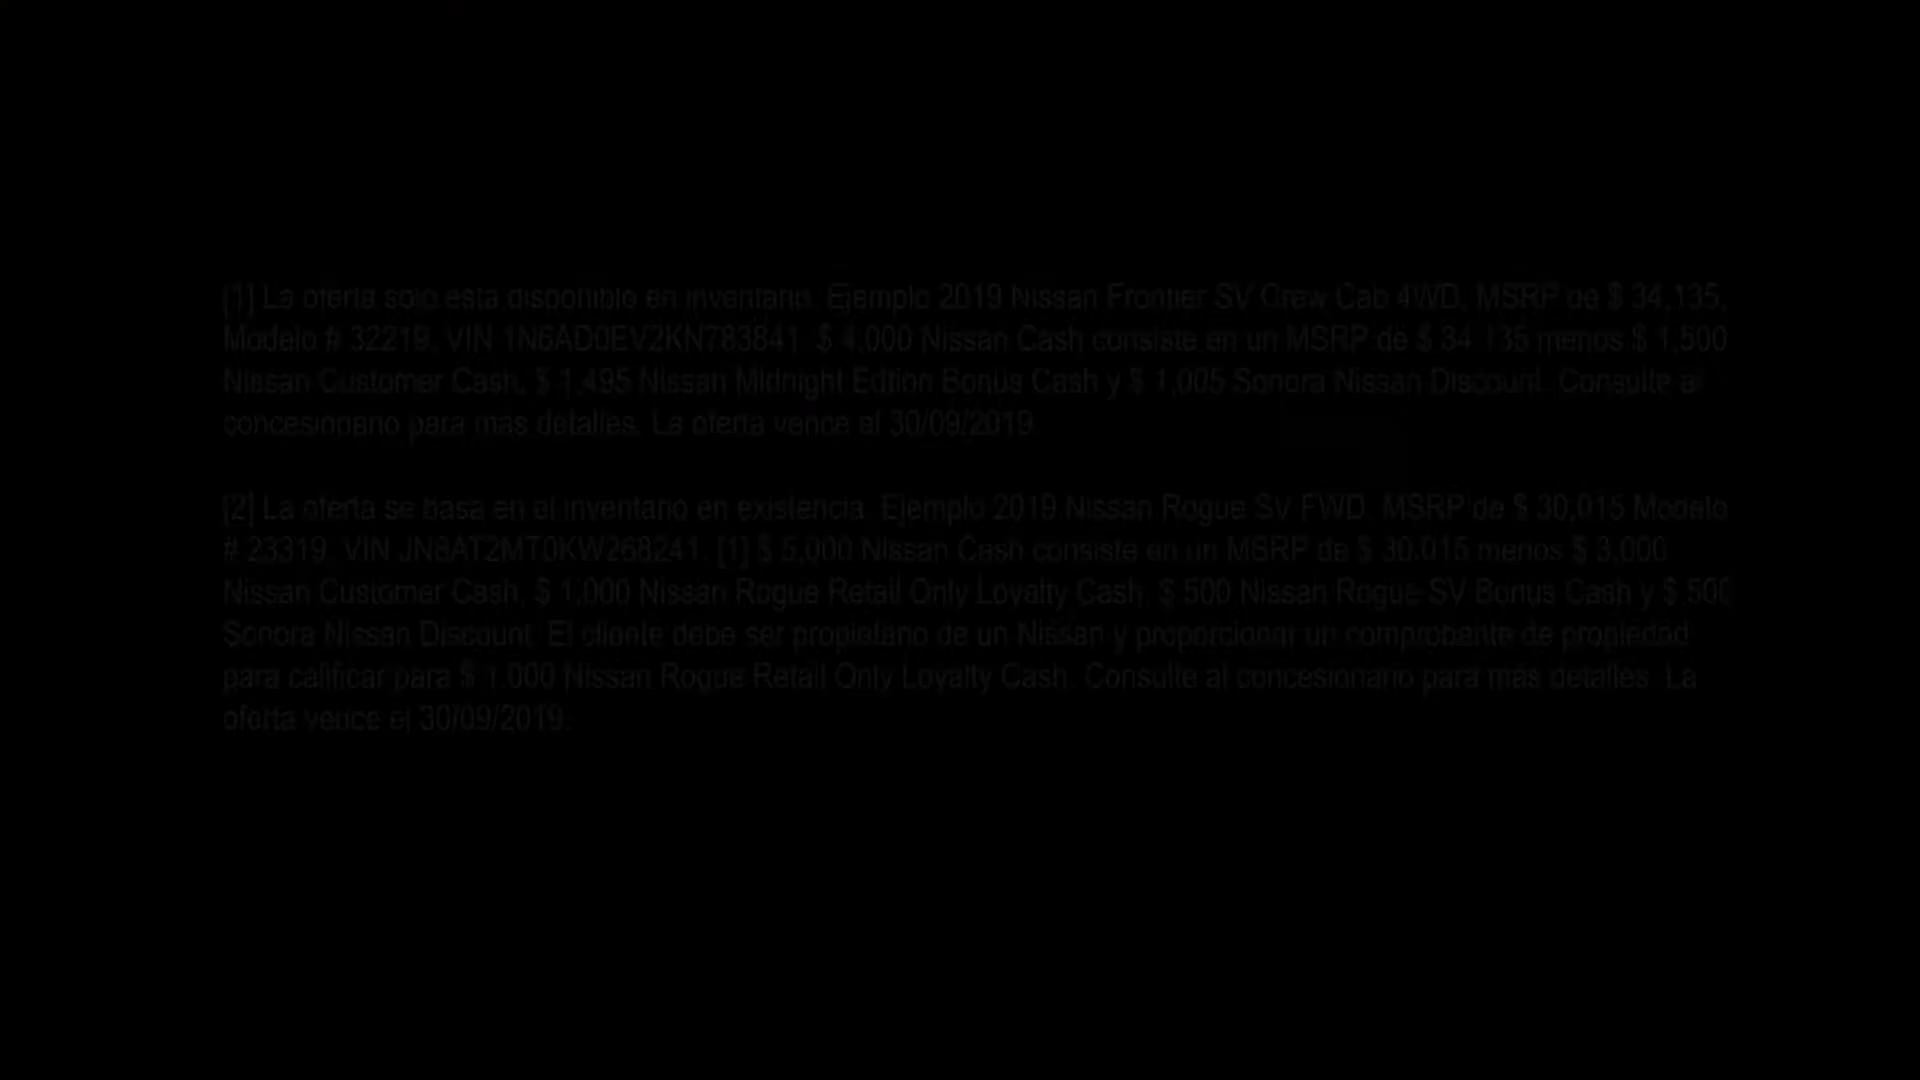 [1] La oferta solo esta disponible en inventario. Ejemplo 2019 Nissan Frontier SV Crew Cab 4WD. MSRP de $ 34,135.
Modelo # 32219, VIN 1N6AD0EV2KN783841. $ 4,000 Nissan Cash consiste en un MSRP de $ 34,135 menos $ 1,500
Nissan Customer Cash, $ 1,495 Nissan Midnight Edtion Bonus Cash y $ 1,005 Sonora Nissan Discount. Consulte al
concesionario para más detalles. La oferta vence el 30/09/2019.
[2] La oferta se basa en el inventario en existencia. Ejemplo 2019 Nissan Rogue SV FWD. MSRP de $ 30,015 Modelo
# 23319, VIN JN8AT2MT0KW268241. [1] $ 5,000 Nissan Cash consiste en un MSRP de $ 30,015 menos $ 3,000
Nissan Customer Cash, $ 1,000 Nissan Rogue Retail Only Loyalty Cash, $ 500 Nissan Rogue SV Bonus Cash y $ 500
Sonora Nissan Discount. El cliente debe ser propietario de un Nissan y proporcionar un comprobante de propiedad
para calificar para $ 1,000 Nissan Rogue Retail Only Loyalty Cash. Consulte al concesionario para más detalles. La
oferta vence el 30/09/2019.